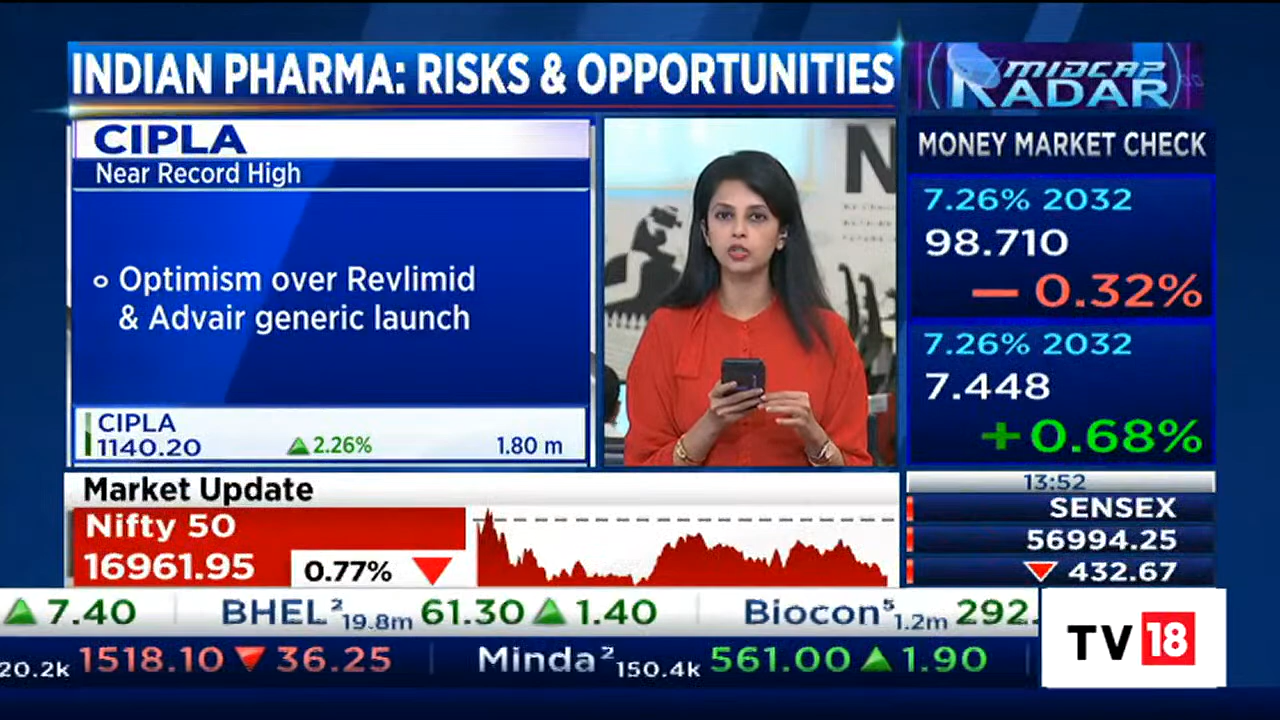 INDIAN PHARMA: RISKS & OPPORTUNITIES
MIDCAP
RADAR
CIPLA
Near Record High
Optimism over Revlimid
& Advair generic launch
CIPLA
1140.20 ▲2.26% 1.80 m
N
MONEY MARKET CHECK
7.26% 2032
98.710
— 0.32%
7.26% 2032
7.448
+0.68%
13:52
SENSEX
56994.25
▼ 432.67
Market Update
Nifty 50
16961.95 0.77% ▼
▲ 7.40 BHEL² 19.8m 61.30 ▲ 1.40 Biocon⁵ 1.2m 292.
20.2k 1518.10 ▼ 36.25 Minda² 150.4k 561.00 ▲ 1.90
TV18